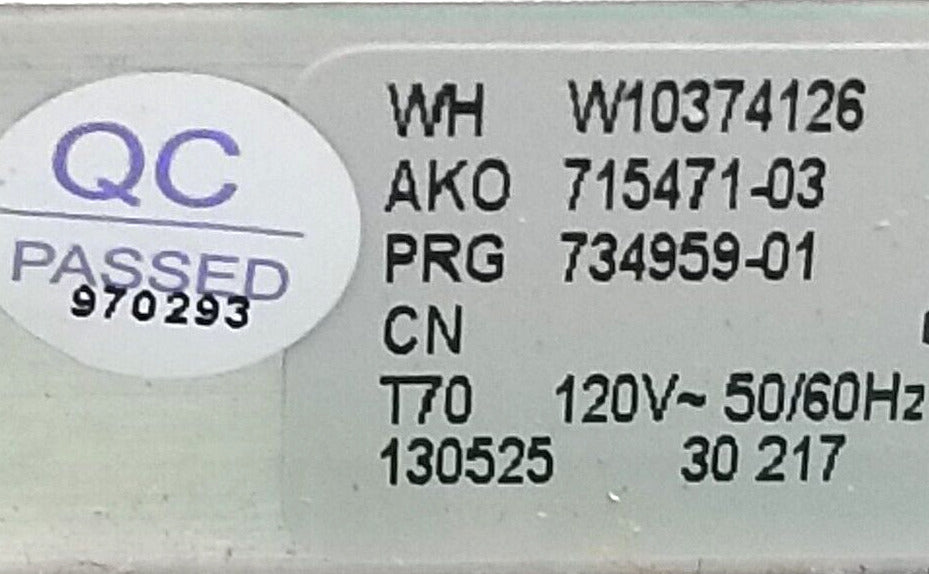 QC
PASSED
970293
WH W10374126
AKO 715471-03
PRG 734959-01
CN
T70 120V~ 50/60Hz
130525 30 217